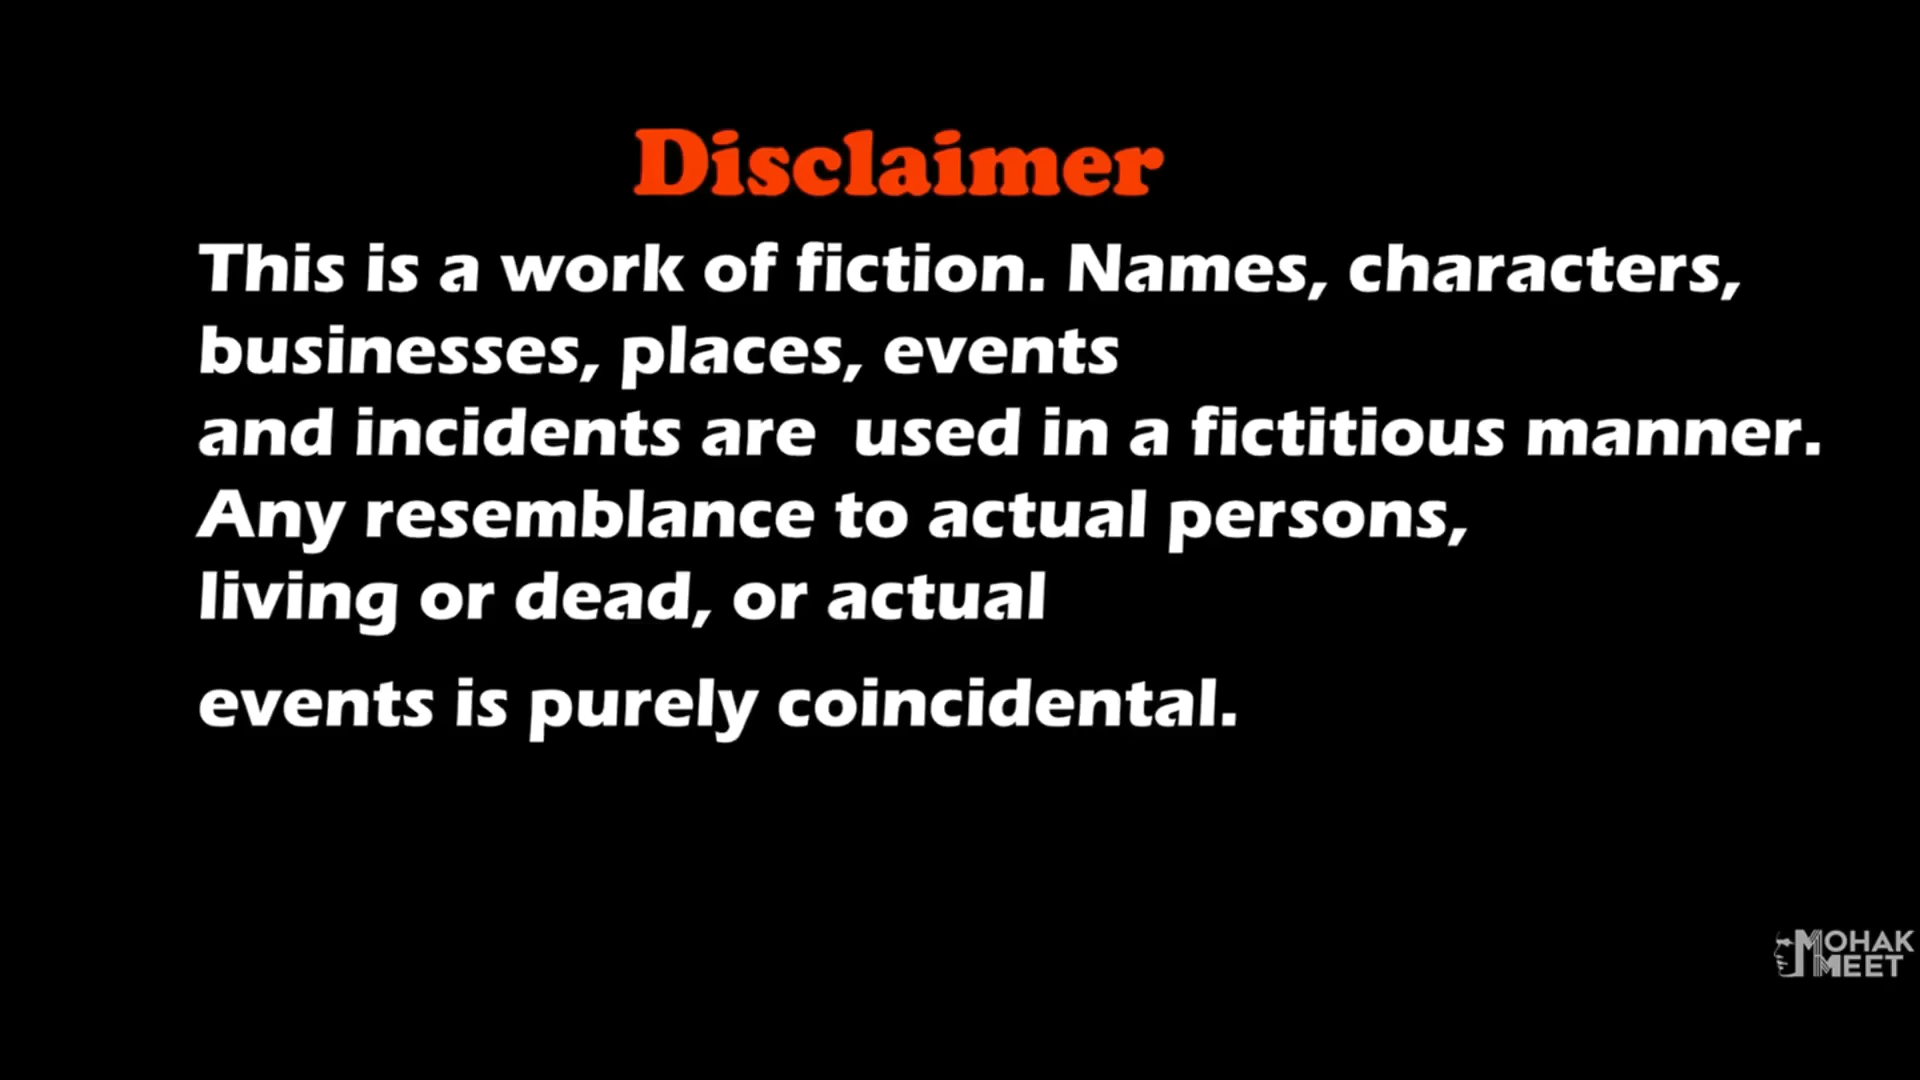 Disclaimer
This is a work of fiction. Names, characters,
businesses, places, events
and incidents are  used in a fictitious manner.
Any resemblance to actual persons,
living or dead, or actual
events is purely coincidental.
MOHAK
MEET